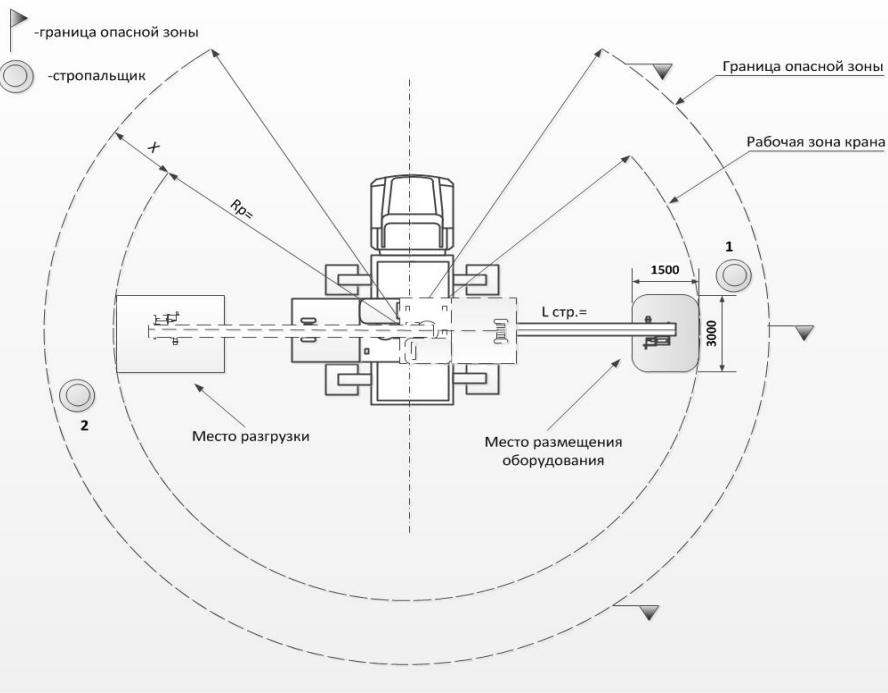 -граница опасной зоны
-стропальщик
Граница опасной зоны
Рабочая зона крана
X
Rр=
1
1500
L стр.=
3000
2
Место разгрузки
Место размещения
оборудования